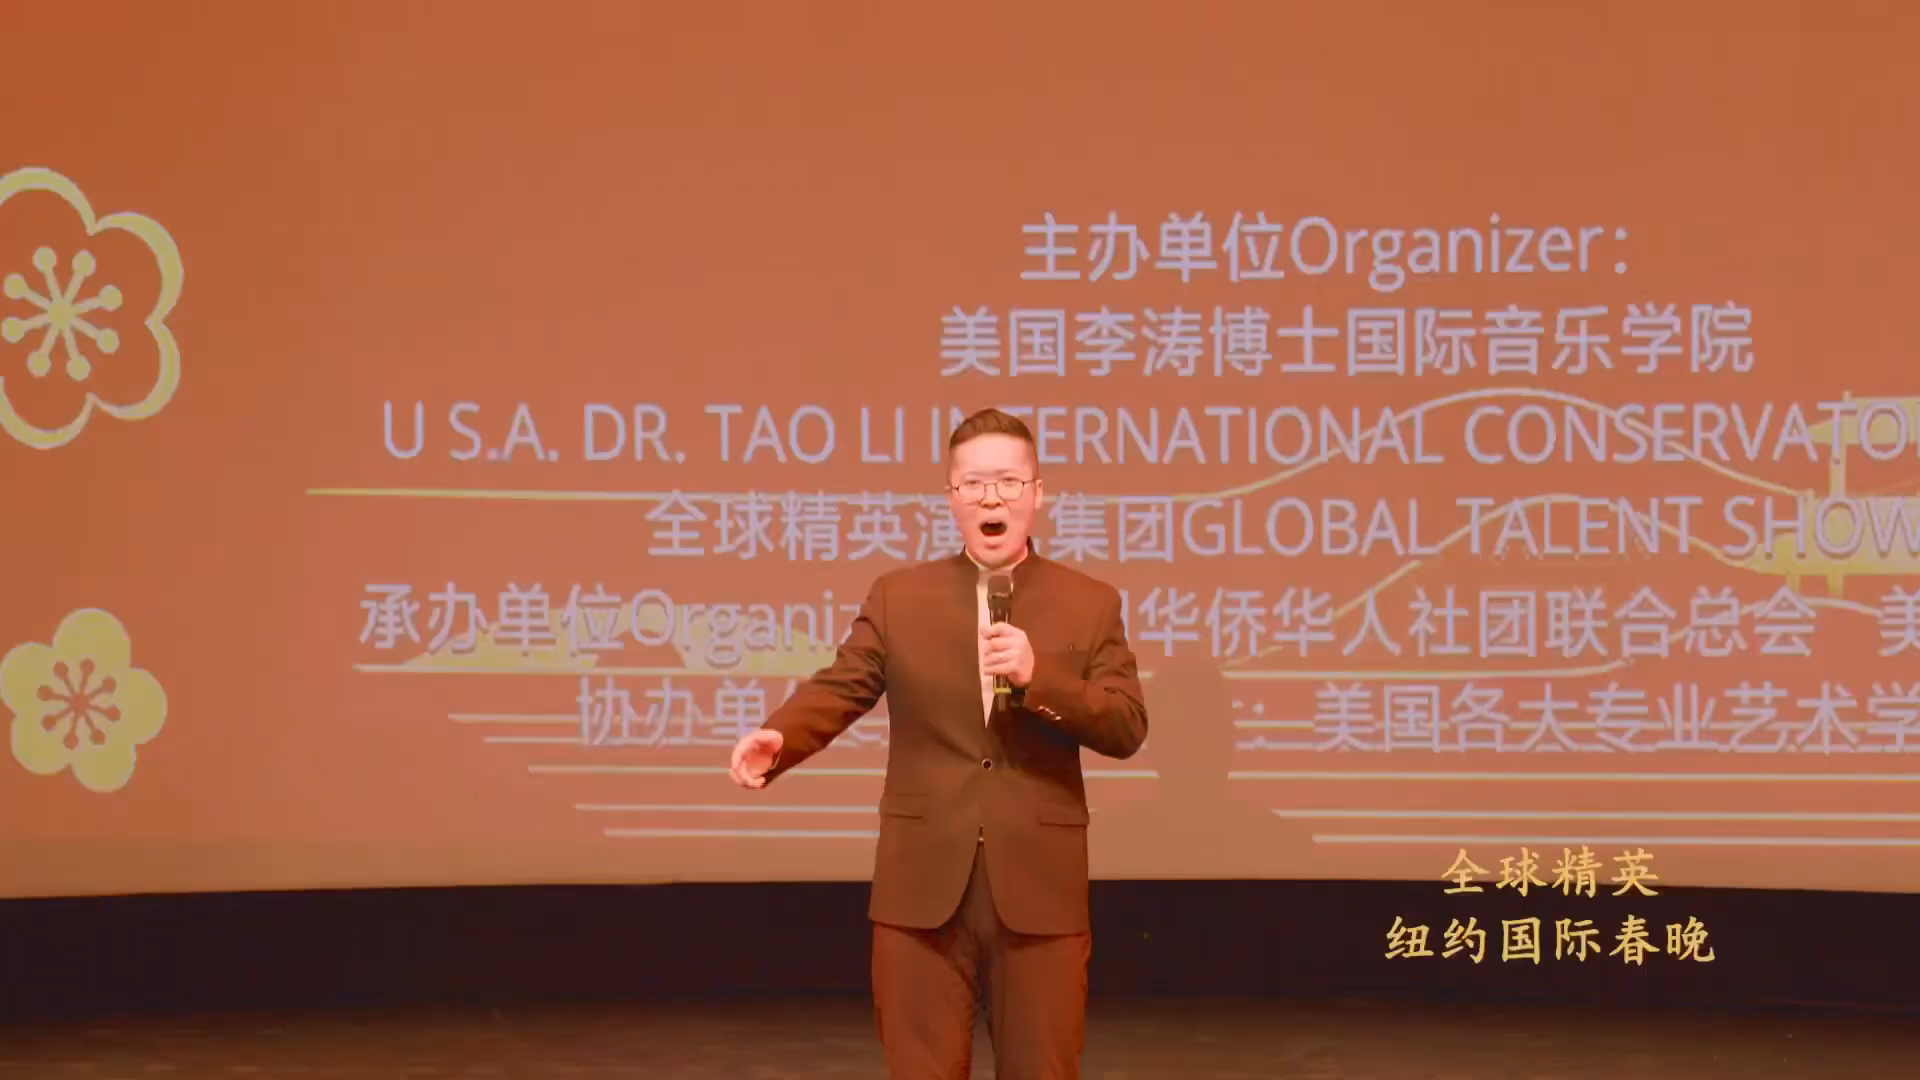 主办单位Organizer:
美国李涛博士国际音乐学院
U S.A. DR. TAO LI INTERNATIONAL CONSERVATO
全球精英演 集团GLOBAL TALENT SHOW
承办单位Organiz 华侨华人社团联合总会 美
协办单 : 美国各大专业艺术学
全球精英
纽约国际春晚